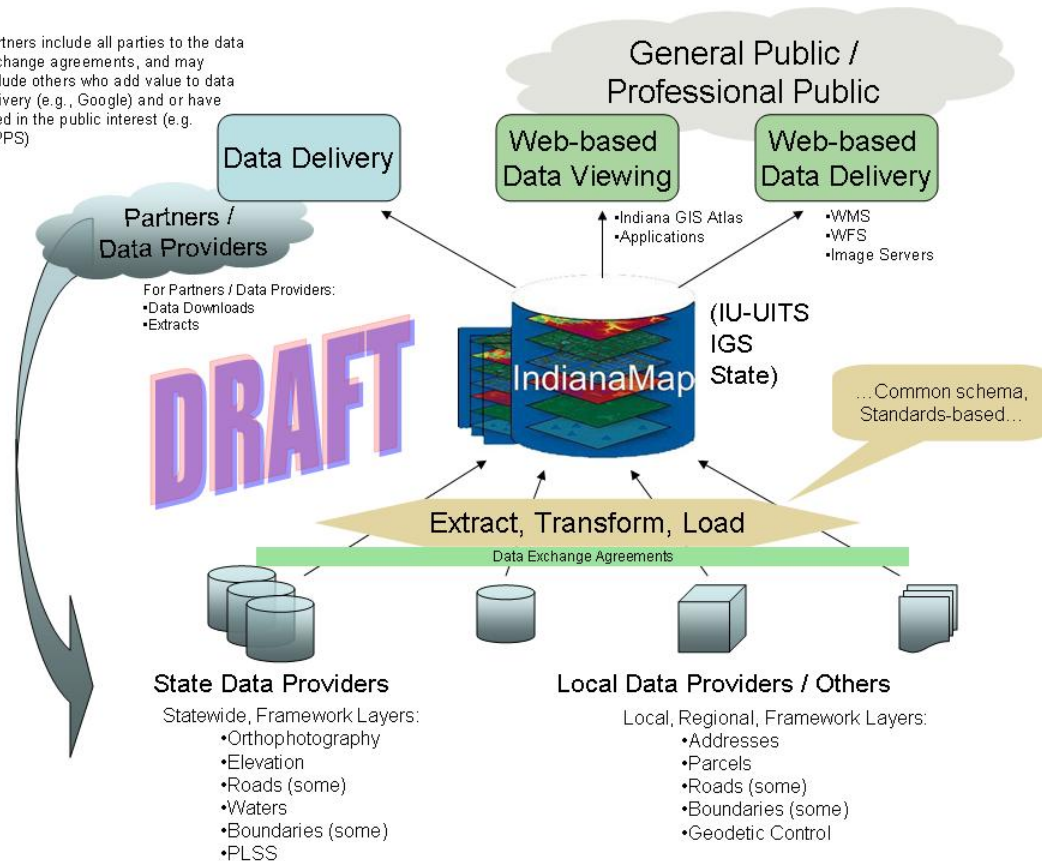 rtners include all parties to the data
change agreements, and may
lude others who add value to data
ivery (e.g., Google) and or have
ed in the public interest (e.g.
PPS)
General Public /
Professional Public
Data Delivery
Web-based
Data Viewing
Web-based
Data Delivery
Partners /
Data Providers
•Indiana GIS Atlas
•Applications
•WMS
•WFS
•Image Servers
For Partners / Data Providers:
•Data Downloads
•Extracts
DRAFT
IndianaMap
(IU-UITS
IGS
State)
…Common schema,
Standards-based…
Extract, Transform, Load
Data Exchange Agreements
State Data Providers
Statewide, Framework Layers:
•Orthophotography
•Elevation
•Roads (some)
•Waters
•Boundaries (some)
•PLSS
Local Data Providers / Others
Local, Regional, Framework Layers:
•Addresses
•Parcels
•Roads (some)
•Boundaries (some)
•Geodetic Control